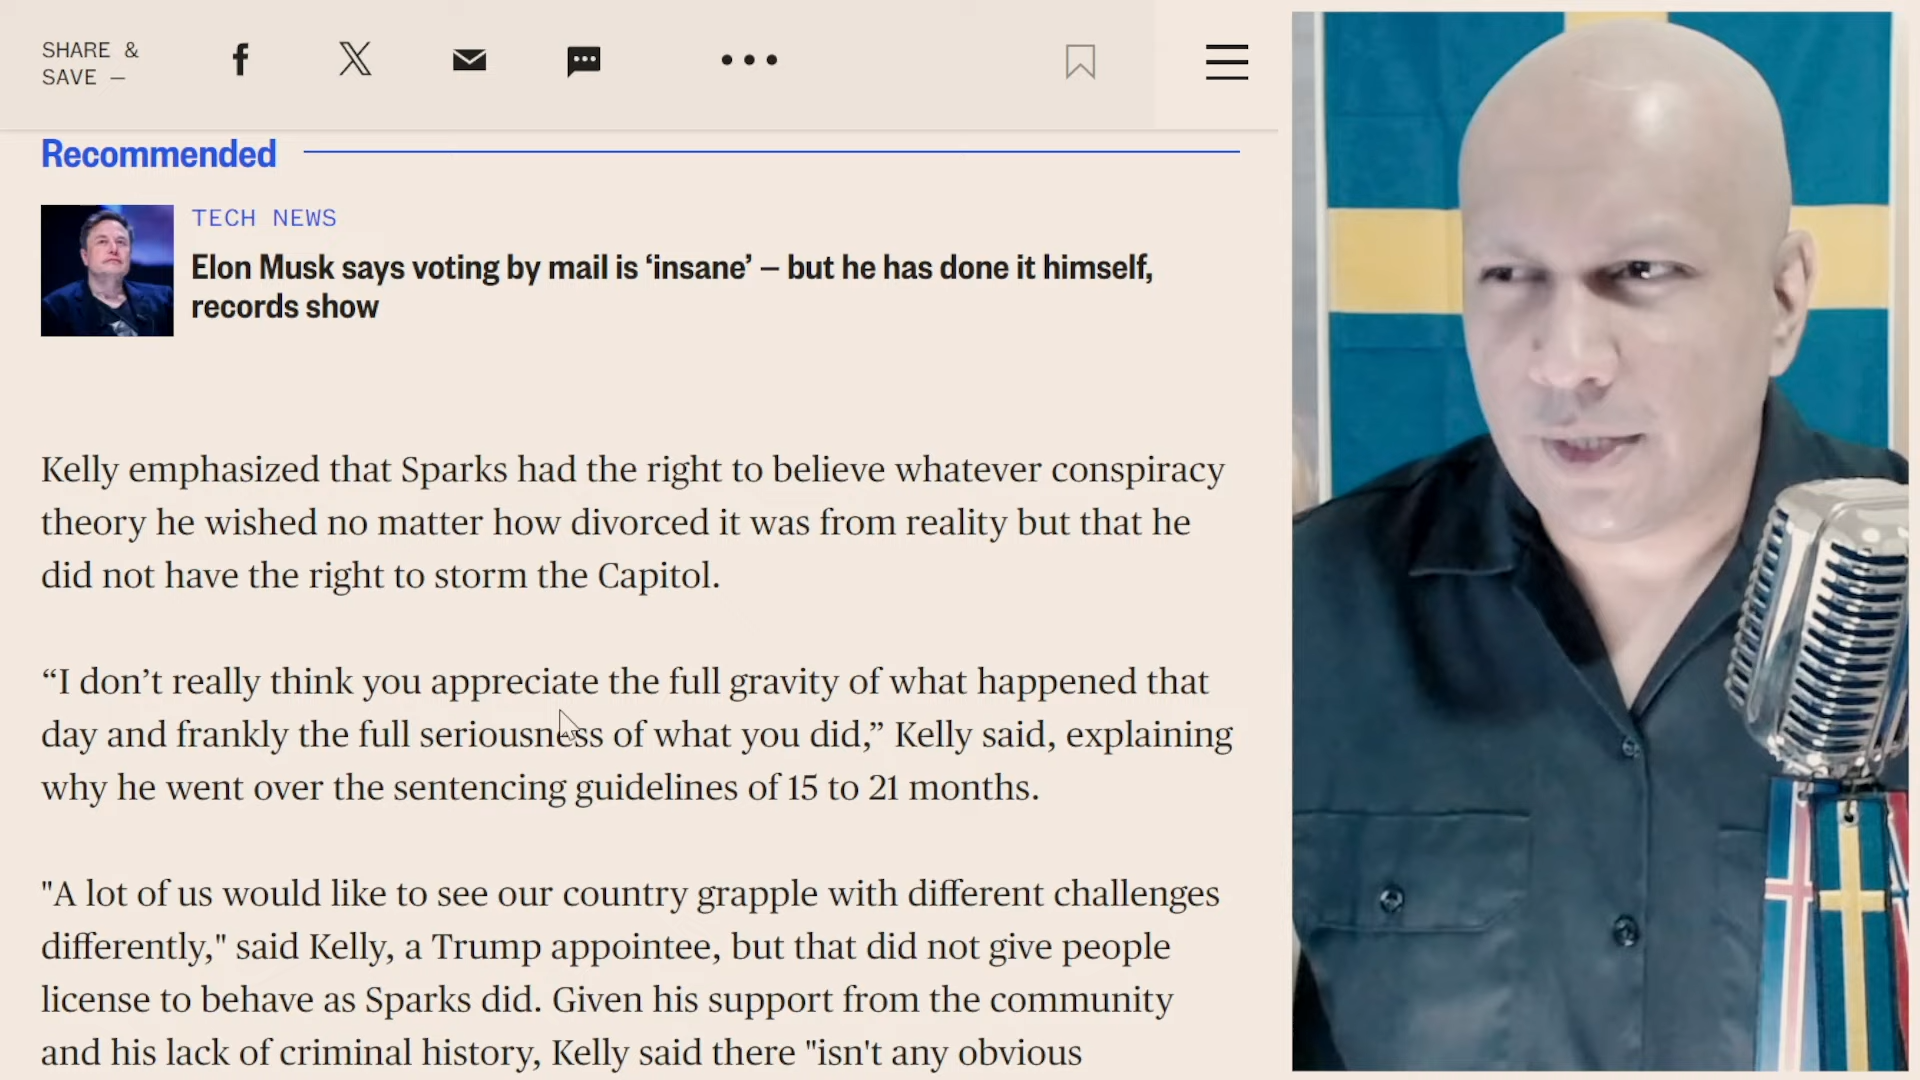 SHARE &
SAVE —
Recommended
TECH NEWS
Elon Musk says voting by mail is ‘insane’ — but he has done it himself,
records show
Kelly emphasized that Sparks had the right to believe whatever conspiracy
theory he wished no matter how divorced it was from reality but that he
did not have the right to storm the Capitol.
“I don’t really think you appreciate the full gravity of what happened that
day and frankly the full seriousness of what you did,” Kelly said, explaining
why he went over the sentencing guidelines of 15 to 21 months.
"A lot of us would like to see our country grapple with different challenges
differently," said Kelly, a Trump appointee, but that did not give people
license to behave as Sparks did. Given his support from the community
and his lack of criminal history, Kelly said there "isn't any obvious